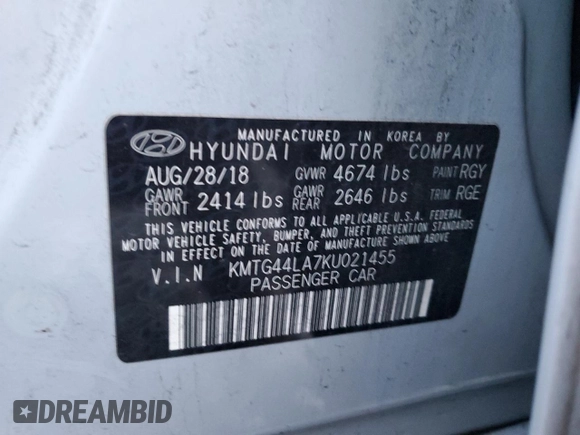 MANUFACTURED IN KOREA BY
HYUNDAI MOTOR COMPANY
AUG/28/18 GVWR 4674 lbs PAINT RGY
GAWR FRONT 2414 lbs GAWR REAR 2646 lbs TRIM RGE
THIS VEHICLE CONFORMS TO ALL APPLICABLE U.S.A. FEDERAL
MOTOR VEHICLE SAFETY, BUMPER, AND THEFT PREVENTION STANDARDS
IN EFFECT ON THE DATE OF MANUFACTURE SHOWN ABOVE.
V.I.N KMTG44LA7KU021455
PASSENGER CAR
DREAMBID